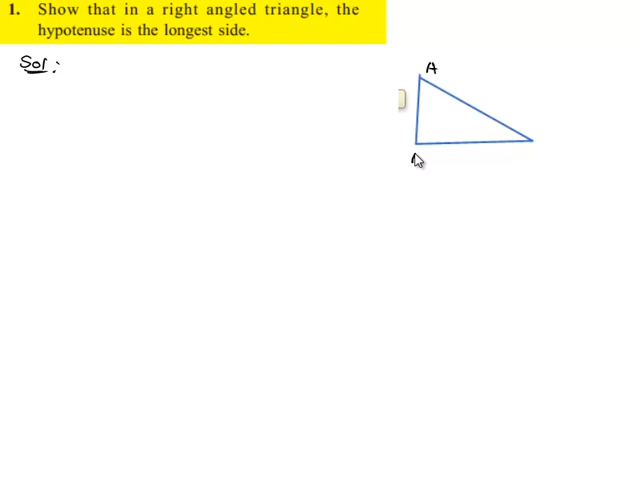 1. Show that in a right angled triangle, the
hypotenuse is the longest side.
Sol:
A